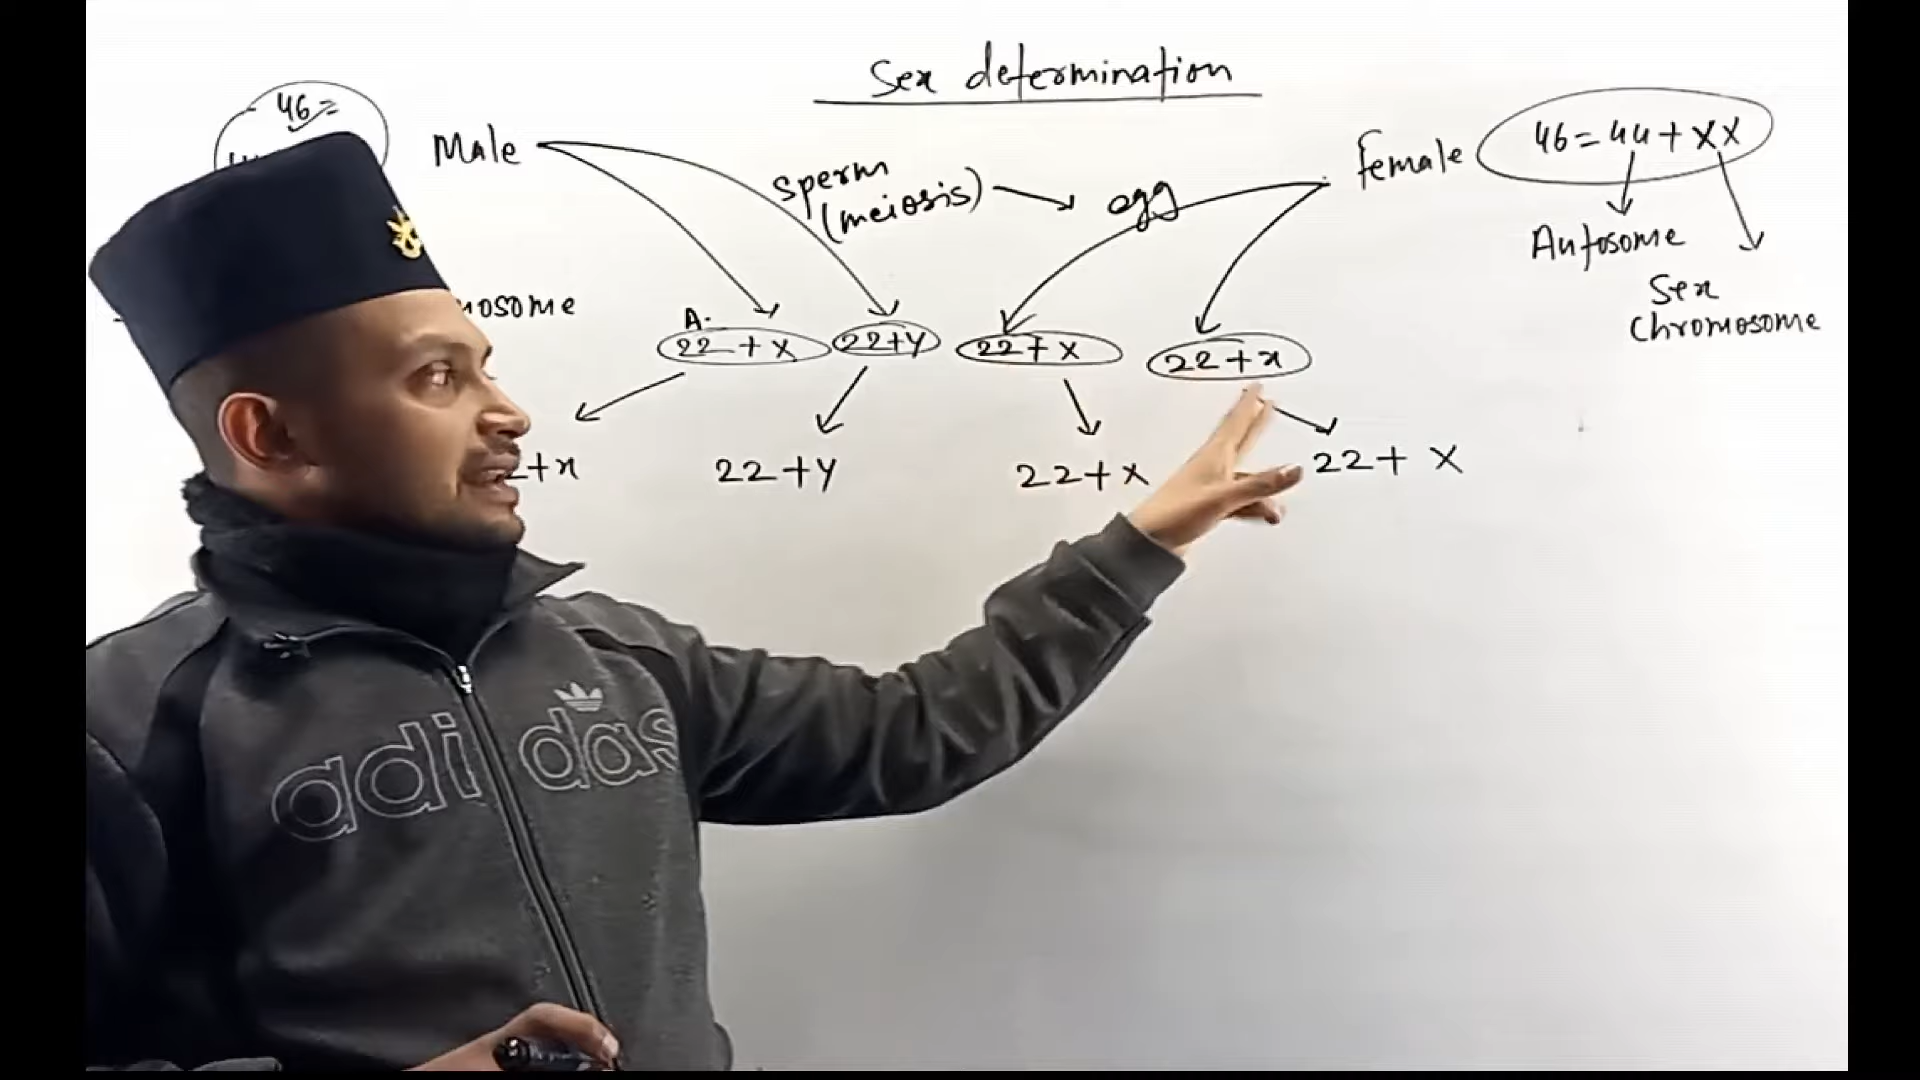 Sex determination
46=
Male
Sperm
(meiosis)
egg
female
46=44+XX
Autosome
Sex
Chromosome
A.
22+X
22+Y
22+X
22+x
+x
22+Y
22+X
22+X
adidas